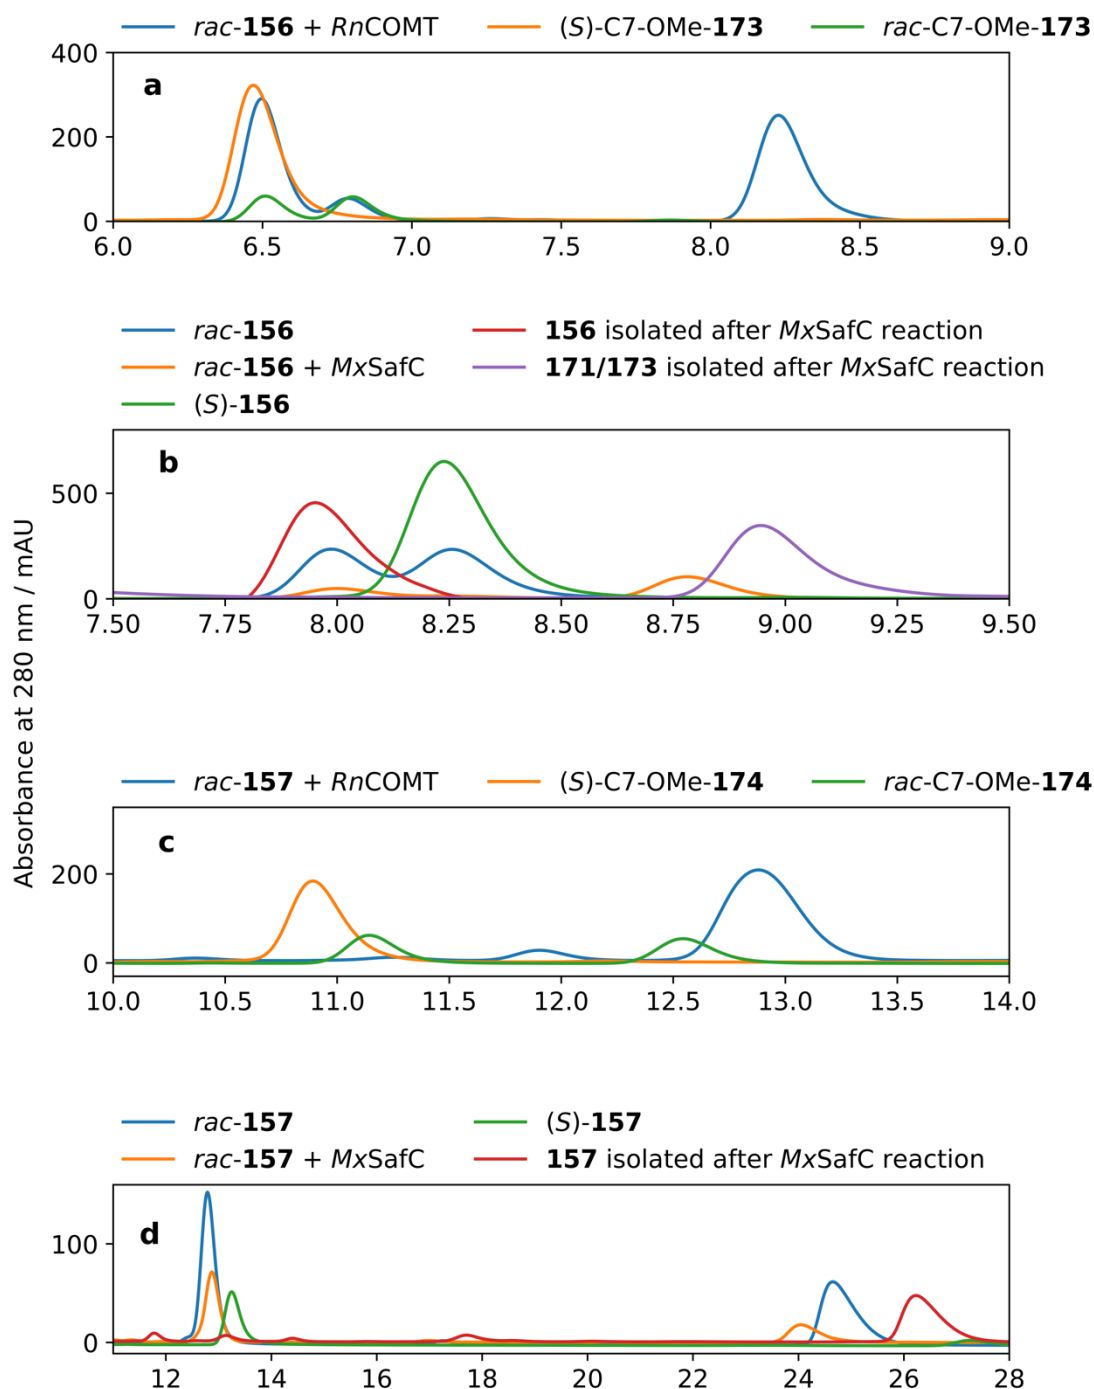 rac-156 + RnCOMT (S)-C7-OMe-173 rac-C7-OMe-173
400
200
0
a
6.0 6.5 7.0 7.5 8.0 8.5 9.0
rac-156 156 isolated after MxSafC reaction
rac-156 + MxSafC 171/173 isolated after MxSafC reaction
(S)-156
500
0
b
7.50 7.75 8.00 8.25 8.50 8.75 9.00 9.25 9.50
Absorbance at 280 nm / mAU
rac-157 + RnCOMT (S)-C7-OMe-174 rac-C7-OMe-174
200
0
c
10.0 10.5 11.0 11.5 12.0 12.5 13.0 13.5 14.0
rac-157 (S)-157
rac-157 + MxSafC 157 isolated after MxSafC reaction
100
0
d
12 14 16 18 20 22 24 26 28